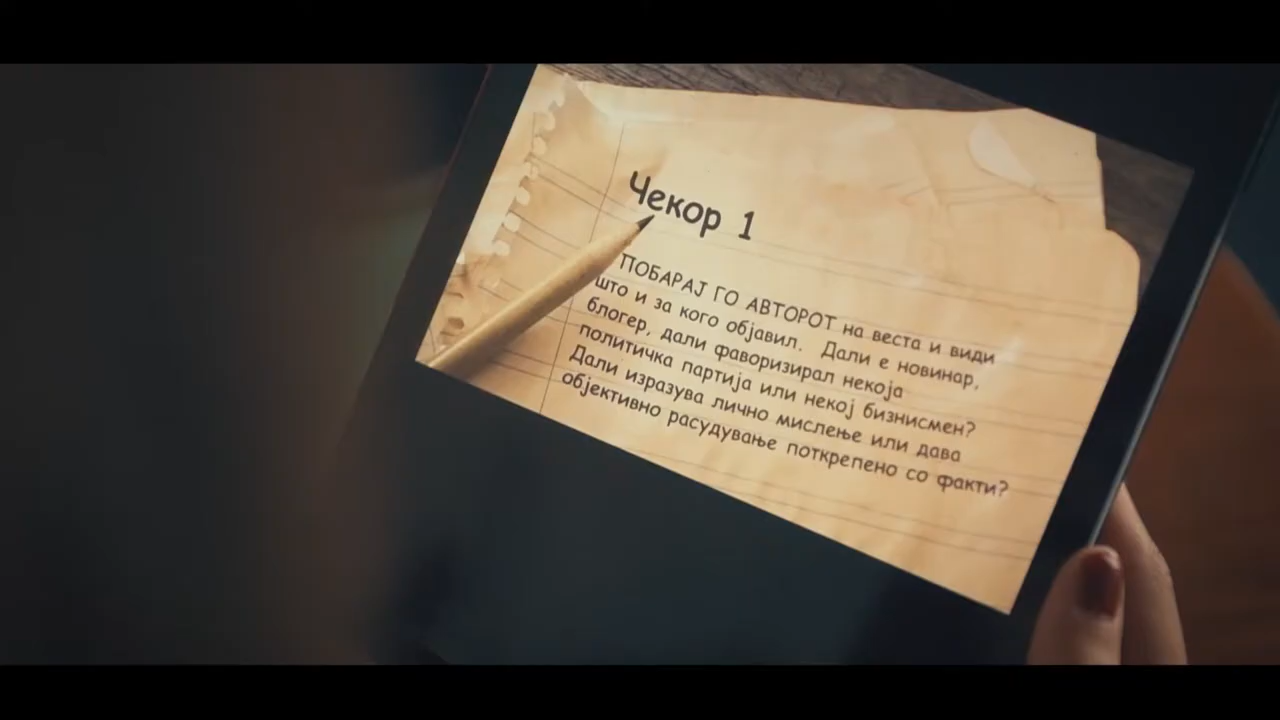 Чекор 1
ПОБАРАЈ ГО АВТОРОТ на веста и види
што и за кого објавил. Дали е новинар,
блогер, дали фаворизирал некоја
политичка партија или некој бизнисмен?
Дали изразува лично мислење или дава
објективно расудување поткрепено со факти?